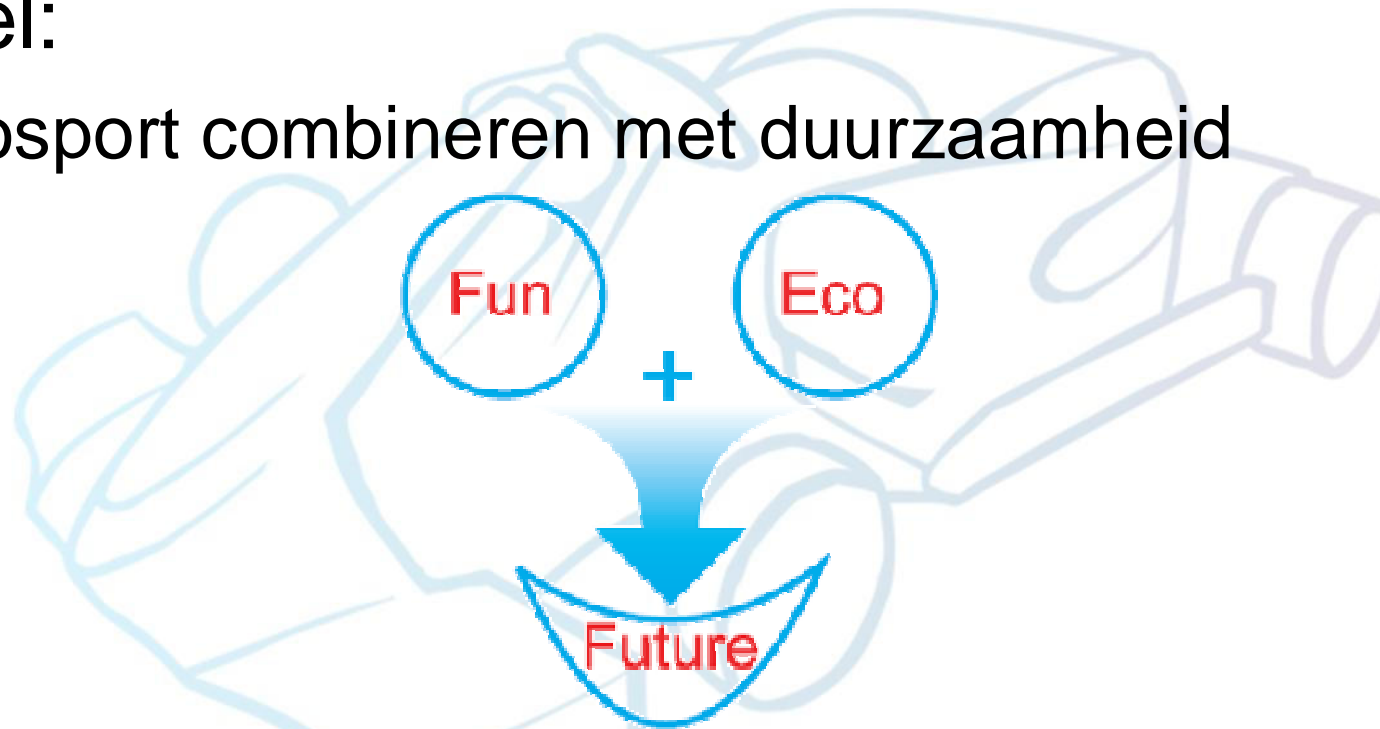 el:
osport combineren met duurzaamheid
Fun
Eco
+
Future